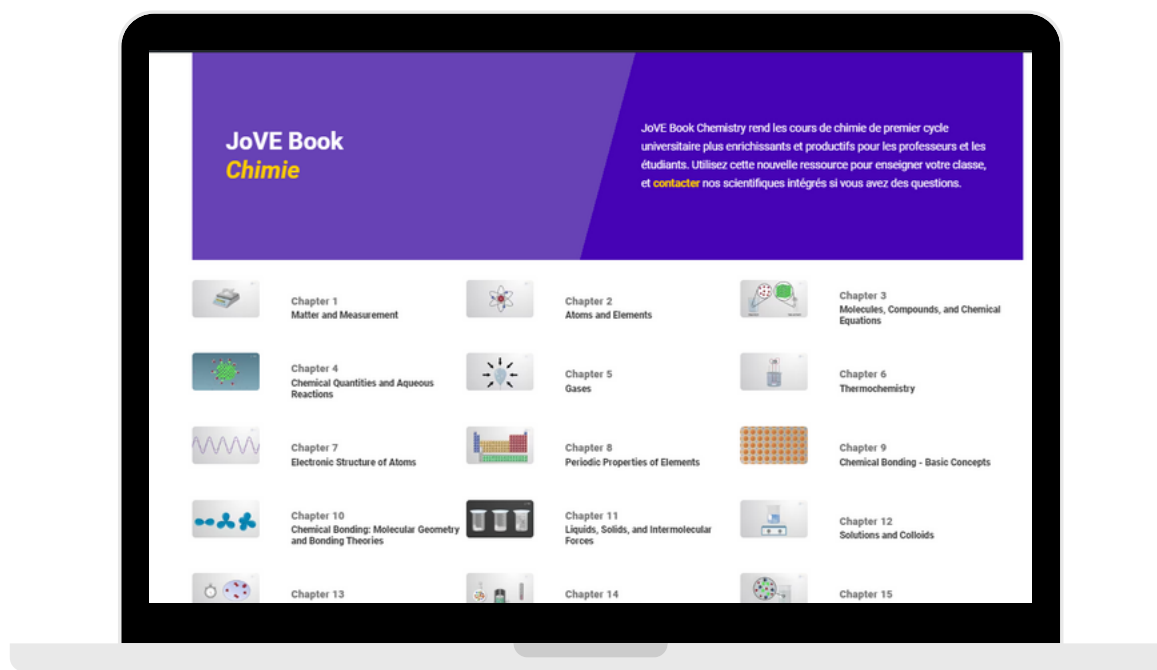 JoVE Book
Chimie
JoVE Book Chemistry rend les cours de chimie de premier cycle
universitaire plus enrichissants et productifs pour les professeurs et les
étudiants. Utilisez cette nouvelle ressource pour enseigner votre classe,
et contacter nos scientifiques intégrés si vous avez des questions.
Chapter 1
Matter and Measurement
Chapter 2
Atoms and Elements
Chapter 3
Molecules, Compounds, and Chemical
Equations
Chapter 4
Chemical Quantities and Aqueous
Reactions
Chapter 5
Gases
Chapter 6
Thermochemistry
Chapter 7
Electronic Structure of Atoms
Chapter 8
Periodic Properties of Elements
Chapter 9
Chemical Bonding - Basic Concepts
Chapter 10
Chemical Bonding: Molecular Geometry
and Bonding Theories
Chapter 11
Liquids, Solids, and Intermolecular
Forces
Chapter 12
Solutions and Colloids
Chapter 13
Chapter 14
Chapter 15